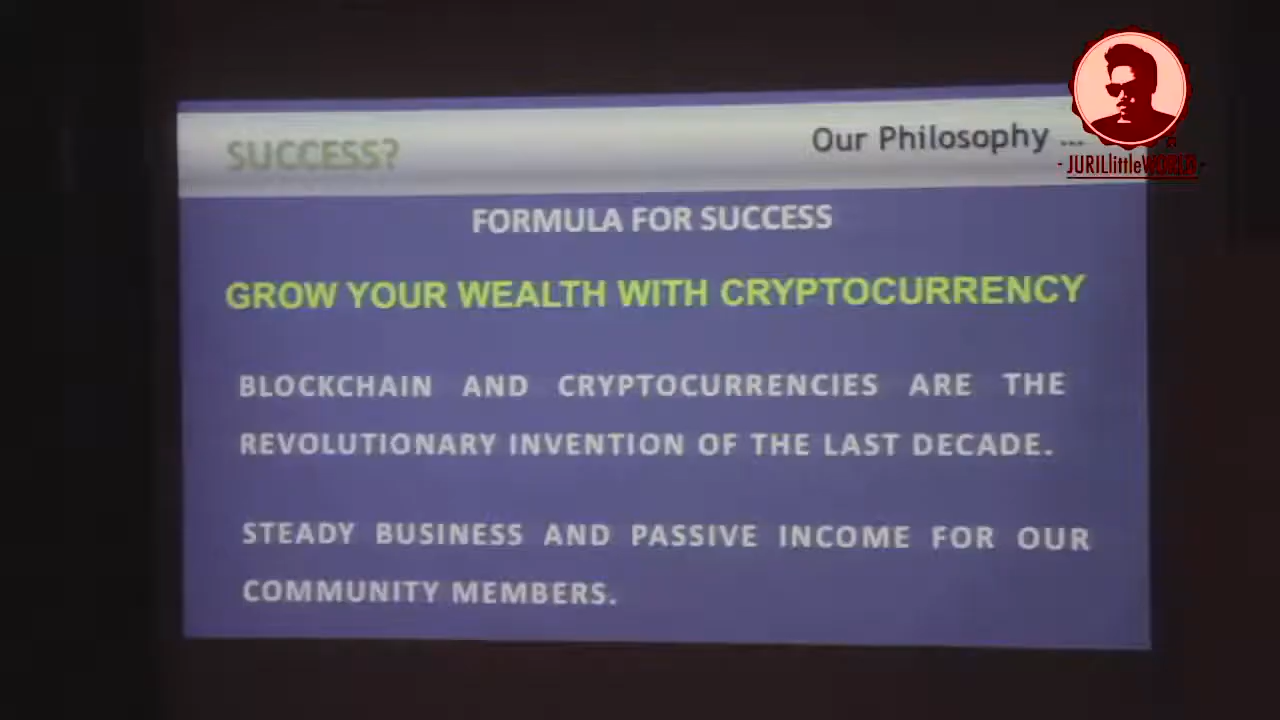 SUCCESS?
Our Philosophy ...
- JURILlittleWORLD -
FORMULA FOR SUCCESS
GROW YOUR WEALTH WITH CRYPTOCURRENCY
BLOCKCHAIN AND CRYPTOCURRENCIES ARE THE
REVOLUTIONARY INVENTION OF THE LAST DECADE.
STEADY BUSINESS AND PASSIVE INCOME FOR OUR
COMMUNITY MEMBERS.